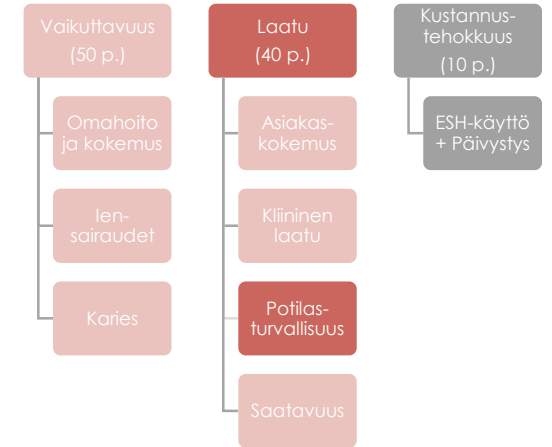 Vaikuttavuus
(50 p.)
Omahoito
ja kokemus
Ien-
sairaudet
Karies
Laatu
(40 p.)
Asiakas-
kokemus
Kliininen
laatu
Potilas-
turvallisuus
Saatavuus
Kustannus-
tehokkuus
(10 p.)
ESH-käyttö
+ Päivystys